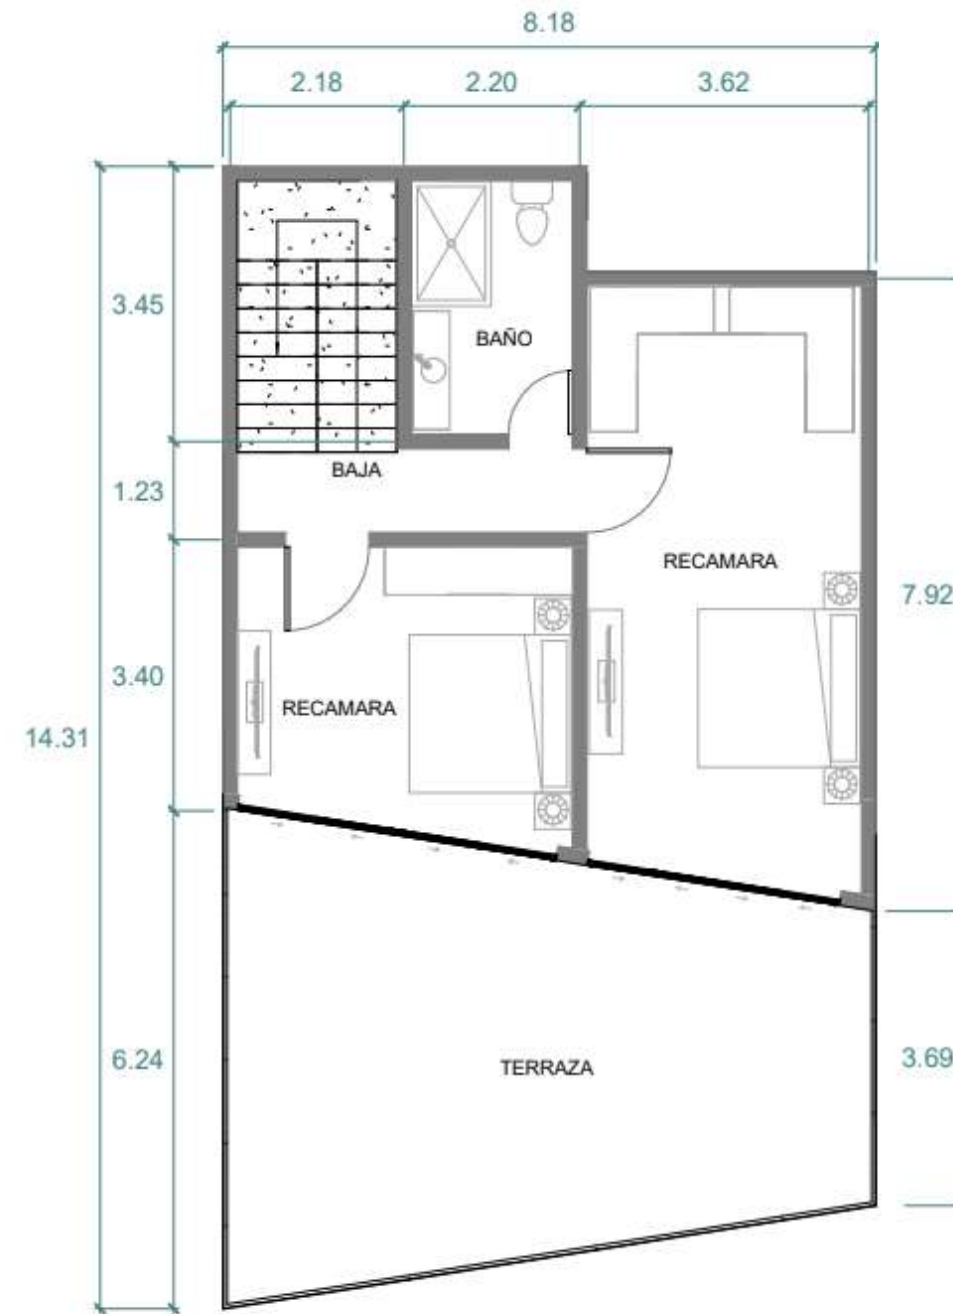 8.18
2.18
2.20
3.62
3.45
BAÑO
BAJA
1.23
RECAMARA
7.92
3.40
RECAMARA
14.31
6.24
TERRAZA
3.69